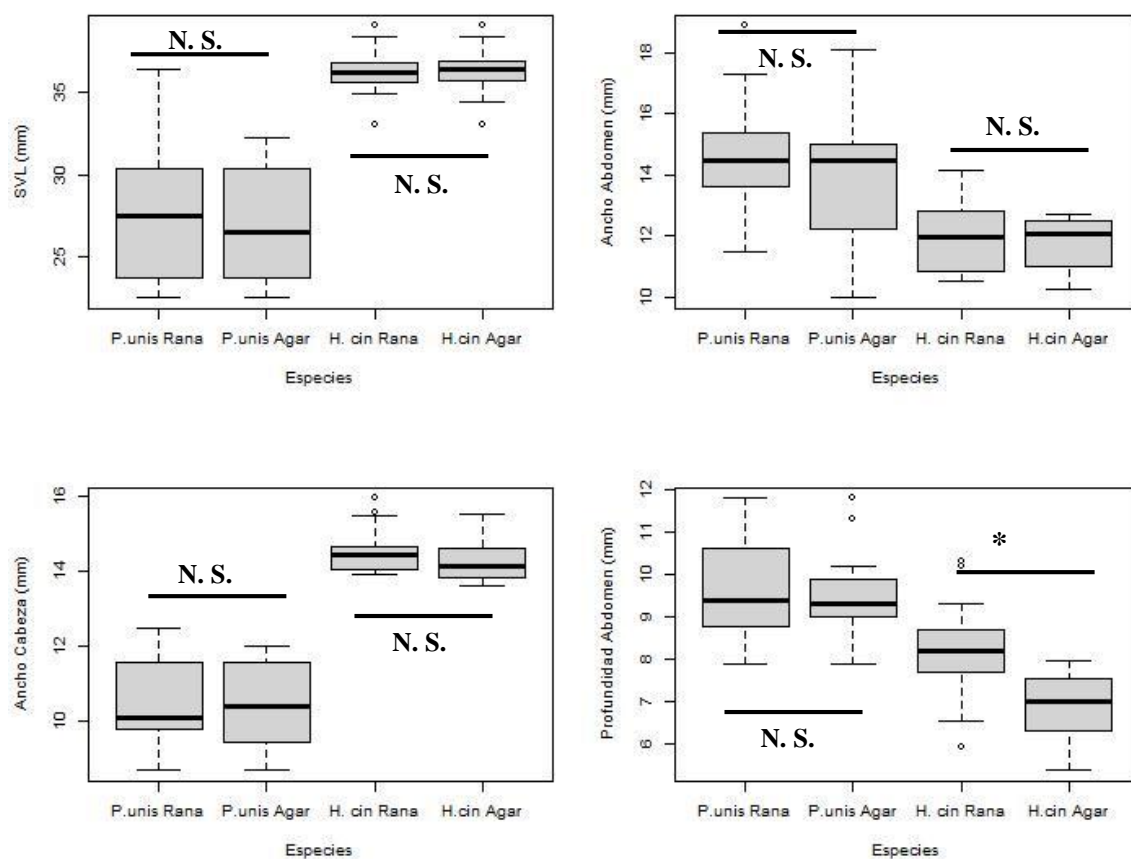 N. S.
N. S.
SVL (mm)
35
30
25
P.unis Rana P.unis Agar H. cin Rana H.cin Agar
Especies
N. S.
N. S.
Ancho Abdomen (mm)
18
16
14
12
10
P.unis Rana P.unis Agar H. cin Rana H.cin Agar
Especies
N. S.
N. S.
Ancho Cabeza (mm)
16
14
12
10
P.unis Rana P.unis Agar H. cin Rana H.cin Agar
Especies
*
N. S.
Profundidad Abdomen (mm)
12
11
10
9
8
7
6
P.unis Rana P.unis Agar H. cin Rana H.cin Agar
Especies